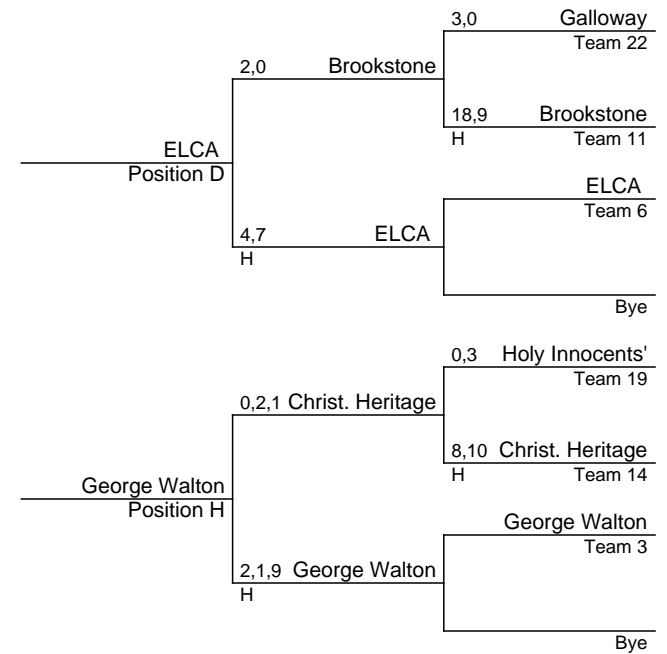 3,0 Galloway
Team 22
2,0 Brookstone
18,9 Brookstone
H Team 11
ELCA
Position D
ELCA
Team 6
4,7 ELCA
H
Bye
0,3 Holy Innocents'
Team 19
0,2,1 Christ. Heritage
8,10 Christ. Heritage
H Team 14
George Walton
Position H
George Walton
Team 3
2,1,9 George Walton
H
Bye